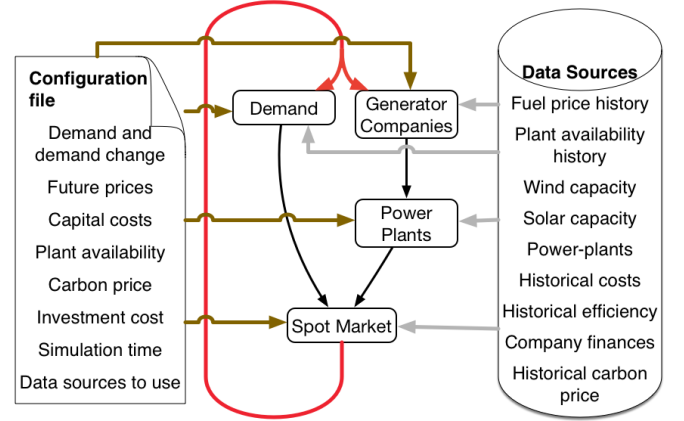 Configuration
file
Demand and
demand change
Future prices
Capital costs
Plant availability
Carbon price
Investment cost
Simulation time
Data sources to use
Demand
Generator
Companies
Power
Plants
Spot Market
Data Sources
Fuel price history
Plant availability
history
Wind capacity
Solar capacity
Power-plants
Historical costs
Historical efficiency
Company finances
Historical carbon
price